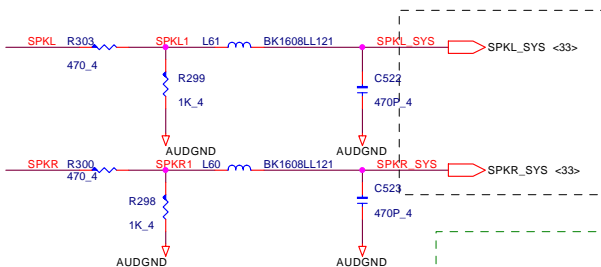 SPKL R303 SPKL1 L61 BK1608LL121 SPKL_SYS SPKL_SYS <33>
470_4
R299 C522
1K_4 470P_4
AUDGND AUDGND
SPKR R300 SPKR1 L60 BK1608LL121 SPKR_SYS SPKR_SYS <33>
470_4
R298 C523
1K_4 470P_4
AUDGND AUDGND